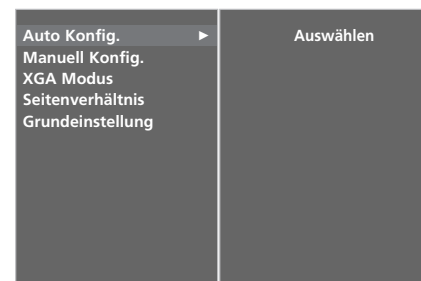 Auto Konfig. ► Auswählen
Manuell Konfig.
XGA Modus
Seitenverhältnis
Grundeinstellung